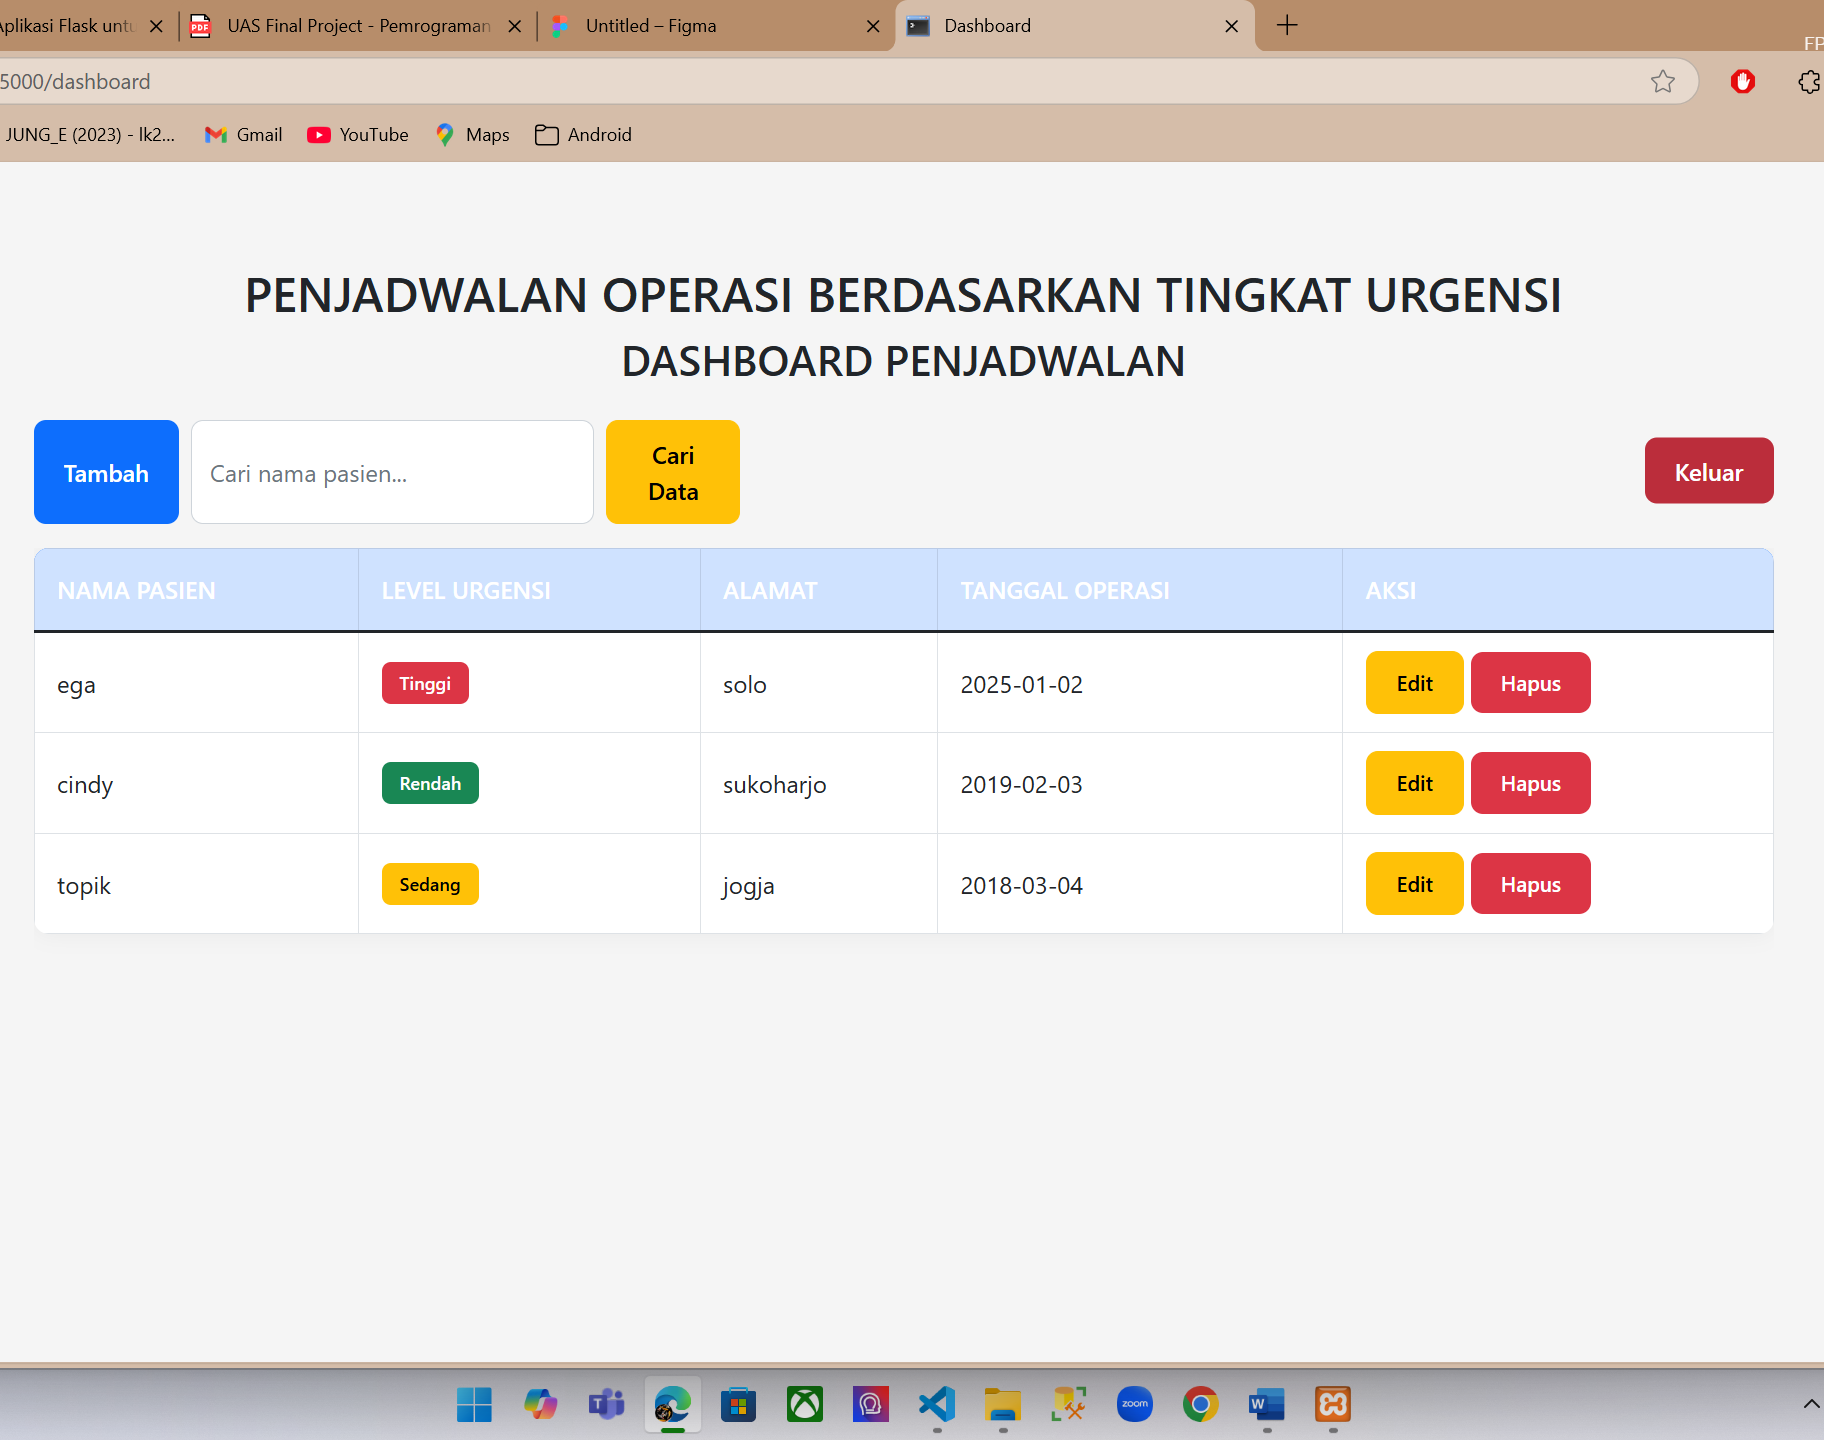 plikasi Flask untu
UAS Final Project - Pemrograman
Untitled – Figma
Dashboard
FP
5000/dashboard
JUNG_E (2023) - lk2...
Gmail
YouTube
Maps
Android
PENJADWALAN OPERASI BERDASARKAN TINGKAT URGENSI
DASHBOARD PENJADWALAN
Tambah
Cari nama pasien...
Cari
Data
Keluar
NAMA PASIEN LEVEL URGENSI ALAMAT TANGGAL OPERASI AKSI
ega Tinggi solo 2025-01-02 Edit Hapus
cindy Rendah sukoharjo 2019-02-03 Edit Hapus
topik Sedang jogja 2018-03-04 Edit Hapus
zoom